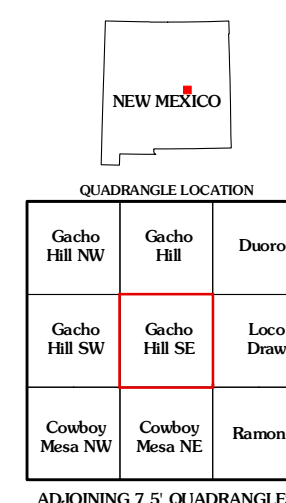 NEW MEXICO
QUADRANGLE LOCATION
Gacho Hill NW
Gacho Hill
Duoro
Gacho Hill SW
Gacho Hill SE
Loco Draw
Cowboy Mesa NW
Cowboy Mesa NE
Ramon
ADJOINING 7.5' QUADRANGLES